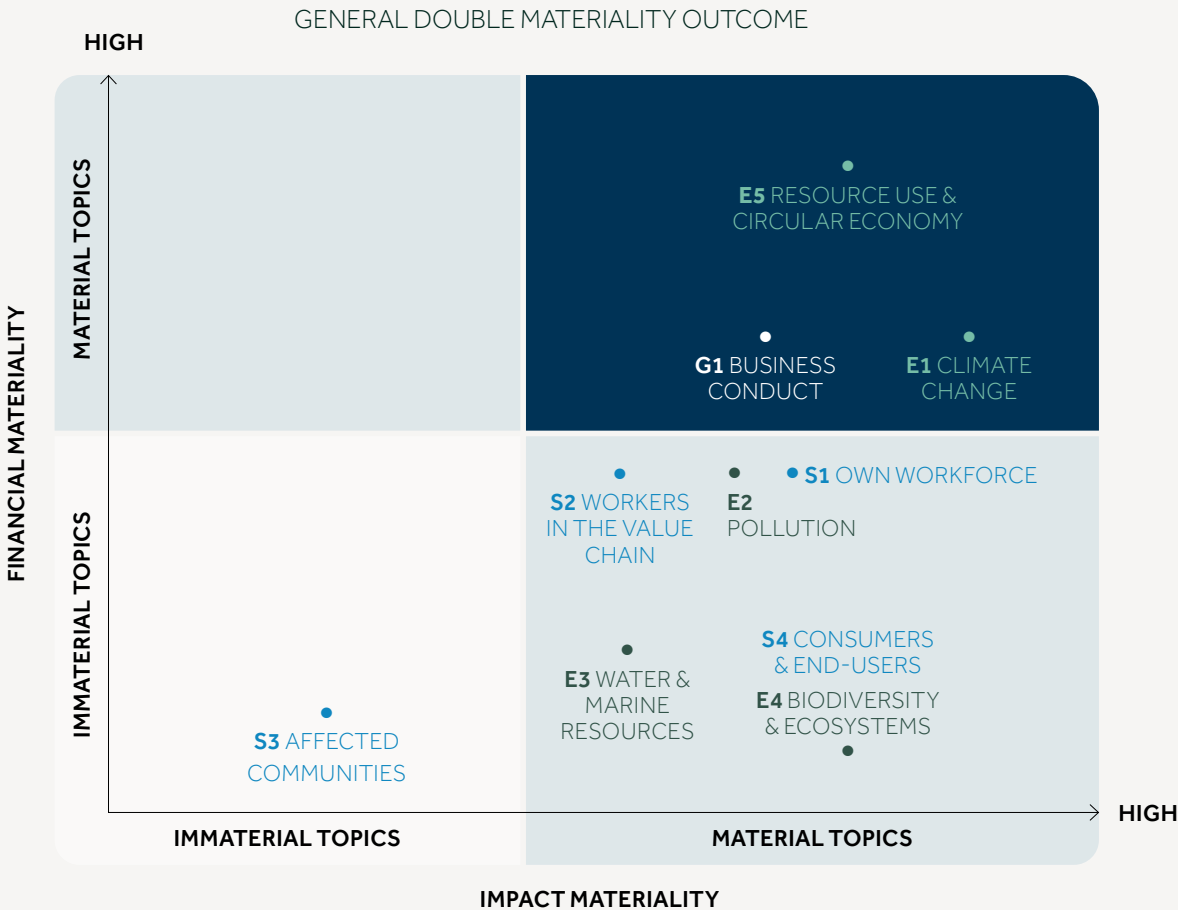 GENERAL DOUBLE MATERIALITY OUTCOME
HIGH
FINANCIAL MATERIALITY
MATERIAL TOPICS
IMMATERIAL TOPICS
E5 RESOURCE USE &
CIRCULAR ECONOMY
G1 BUSINESS
CONDUCT
E1 CLIMATE
CHANGE
S2 WORKERS
IN THE VALUE
CHAIN
E2
POLLUTION
S1 OWN WORKFORCE
E3 WATER &
MARINE
RESOURCES
S4 CONSUMERS
& END-USERS
E4 BIODIVERSITY
& ECOSYSTEMS
S3 AFFECTED
COMMUNITIES
HIGH
IMMATERIAL TOPICS
MATERIAL TOPICS
IMPACT MATERIALITY